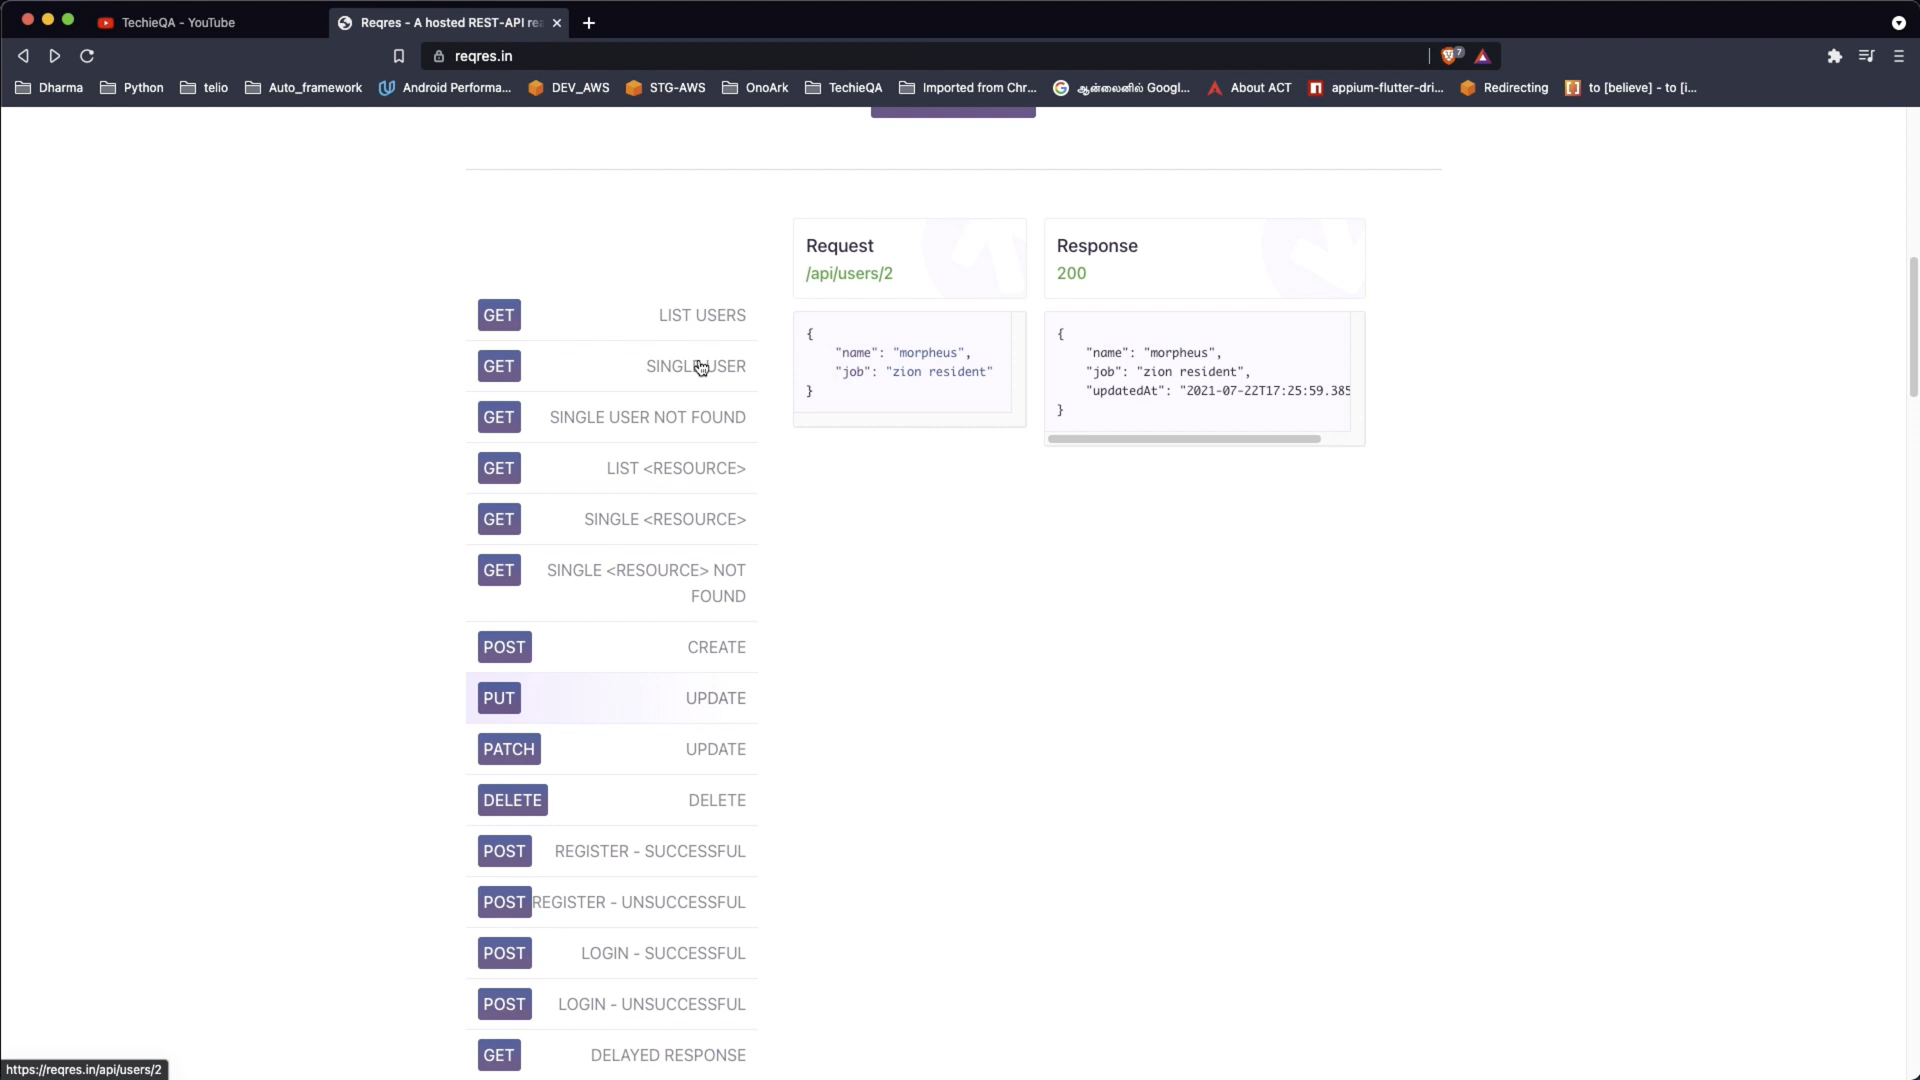 TechieQA - YouTube
Reqres - A hosted REST-API re
reqres.in
7
Dharma
Python
telio
Auto_framework
Android Performa...
DEV_AWS
STG-AWS
OnoArk
TechieQA
Imported from Chr...
ஆன்லைனில் Googl...
About ACT
appium-flutter-dri...
Redirecting
to [believe] - to [i...
Request
/api/users/2
Response
200
{
"name": "morpheus",
"job": "zion resident"
}
{
"name": "morpheus",
"job": "zion resident",
"updatedAt": "2021-07-22T17:25:59.385
}
GET LIST USERS
GET SINGLE USER
GET SINGLE USER NOT FOUND
GET LIST <RESOURCE>
GET SINGLE <RESOURCE>
GET SINGLE <RESOURCE> NOT
FOUND
POST CREATE
PUT UPDATE
PATCH UPDATE
DELETE DELETE
POST REGISTER - SUCCESSFUL
POST REGISTER - UNSUCCESSFUL
POST LOGIN - SUCCESSFUL
POST LOGIN - UNSUCCESSFUL
GET DELAYED RESPONSE
https://reqres.in/api/users/2